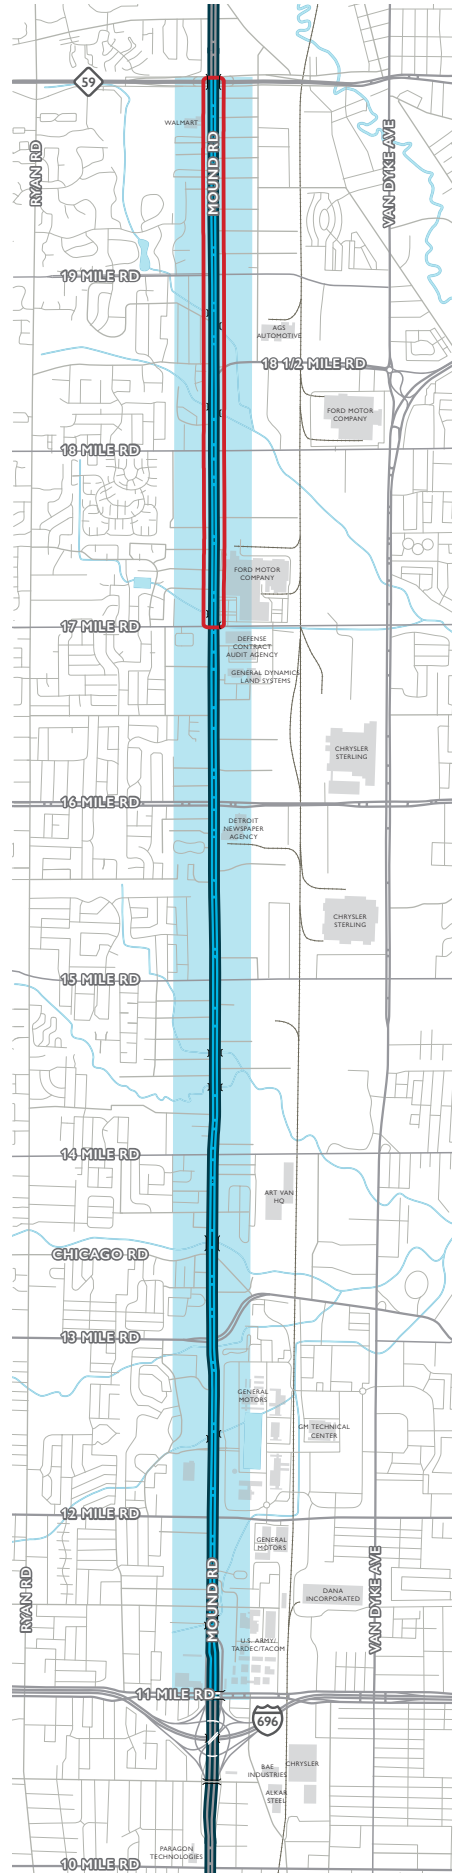 59
WALMART
MOUND RD
RYAN RD
VAN DYKE AVE
19 MILE RD
AGS
AUTOMOTIVE
18 1/2 MILE RD
FORD MOTOR
COMPANY
18 MILE RD
FORD MOTOR
COMPANY
17 MILE RD
DEFENSE
CONTRACT
AUDIT AGENCY
GENERAL DYNAMICS
LAND SYSTEMS
CHRYSLER
STERLING
16 MILE RD
DETROIT
NEWSPAPER
AGENCY
CHRYSLER
STERLING
15 MILE RD
14 MILE RD
ART VAN
HQ
CHICAGO RD
13 MILE RD
GENERAL
MOTORS
GM TECHNICAL
CENTER
12 MILE RD
GENERAL
MOTORS
RYAN RD
MOUND RD
VAN DYKE AVE
DANA
INCORPORATED
U.S. ARMY/
TARDEC/TACOM
11 MILE RD
696
BAE
INDUSTRIES
CHRYSLER
ALKAR
STEEL
PARAGON
TECHNOLOGIES
10 MILE RD